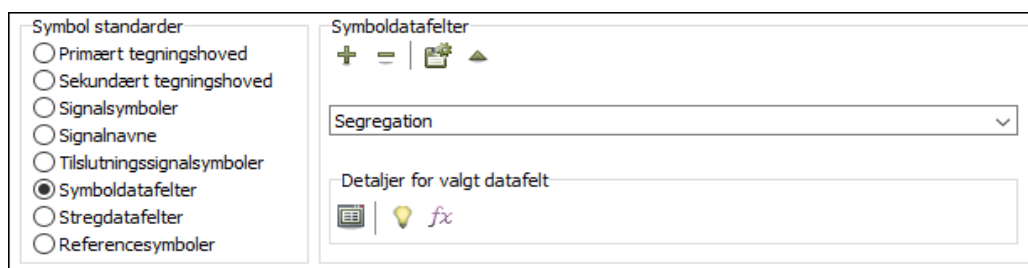 Symbol standarder
Primært tegningshoved
Sekundært tegningshoved
Signalsymboler
Signalnavne
Tilslutningssignalsymboler
Symboldatafelter
Stregdatafelter
Referencesymboler
Symboldatafelter
Segregation
Detaljer for valgt datafelt
fx